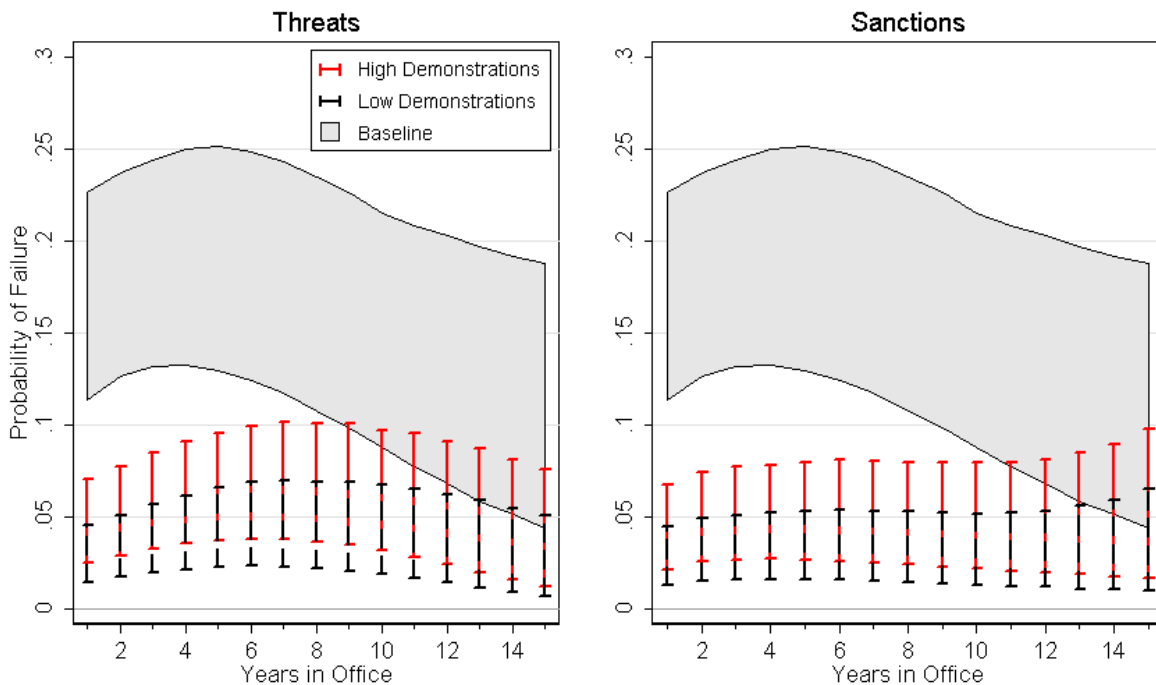 Threats
Probability of Failure
.3
.25
.2
.15
.1
.05
0
High Demonstrations
Low Demonstrations
Baseline
2 4 6 8 10 12 14
Years in Office
Sanctions
.3
.25
.2
.15
.1
.05
0
2 4 6 8 10 12 14
Years in Office